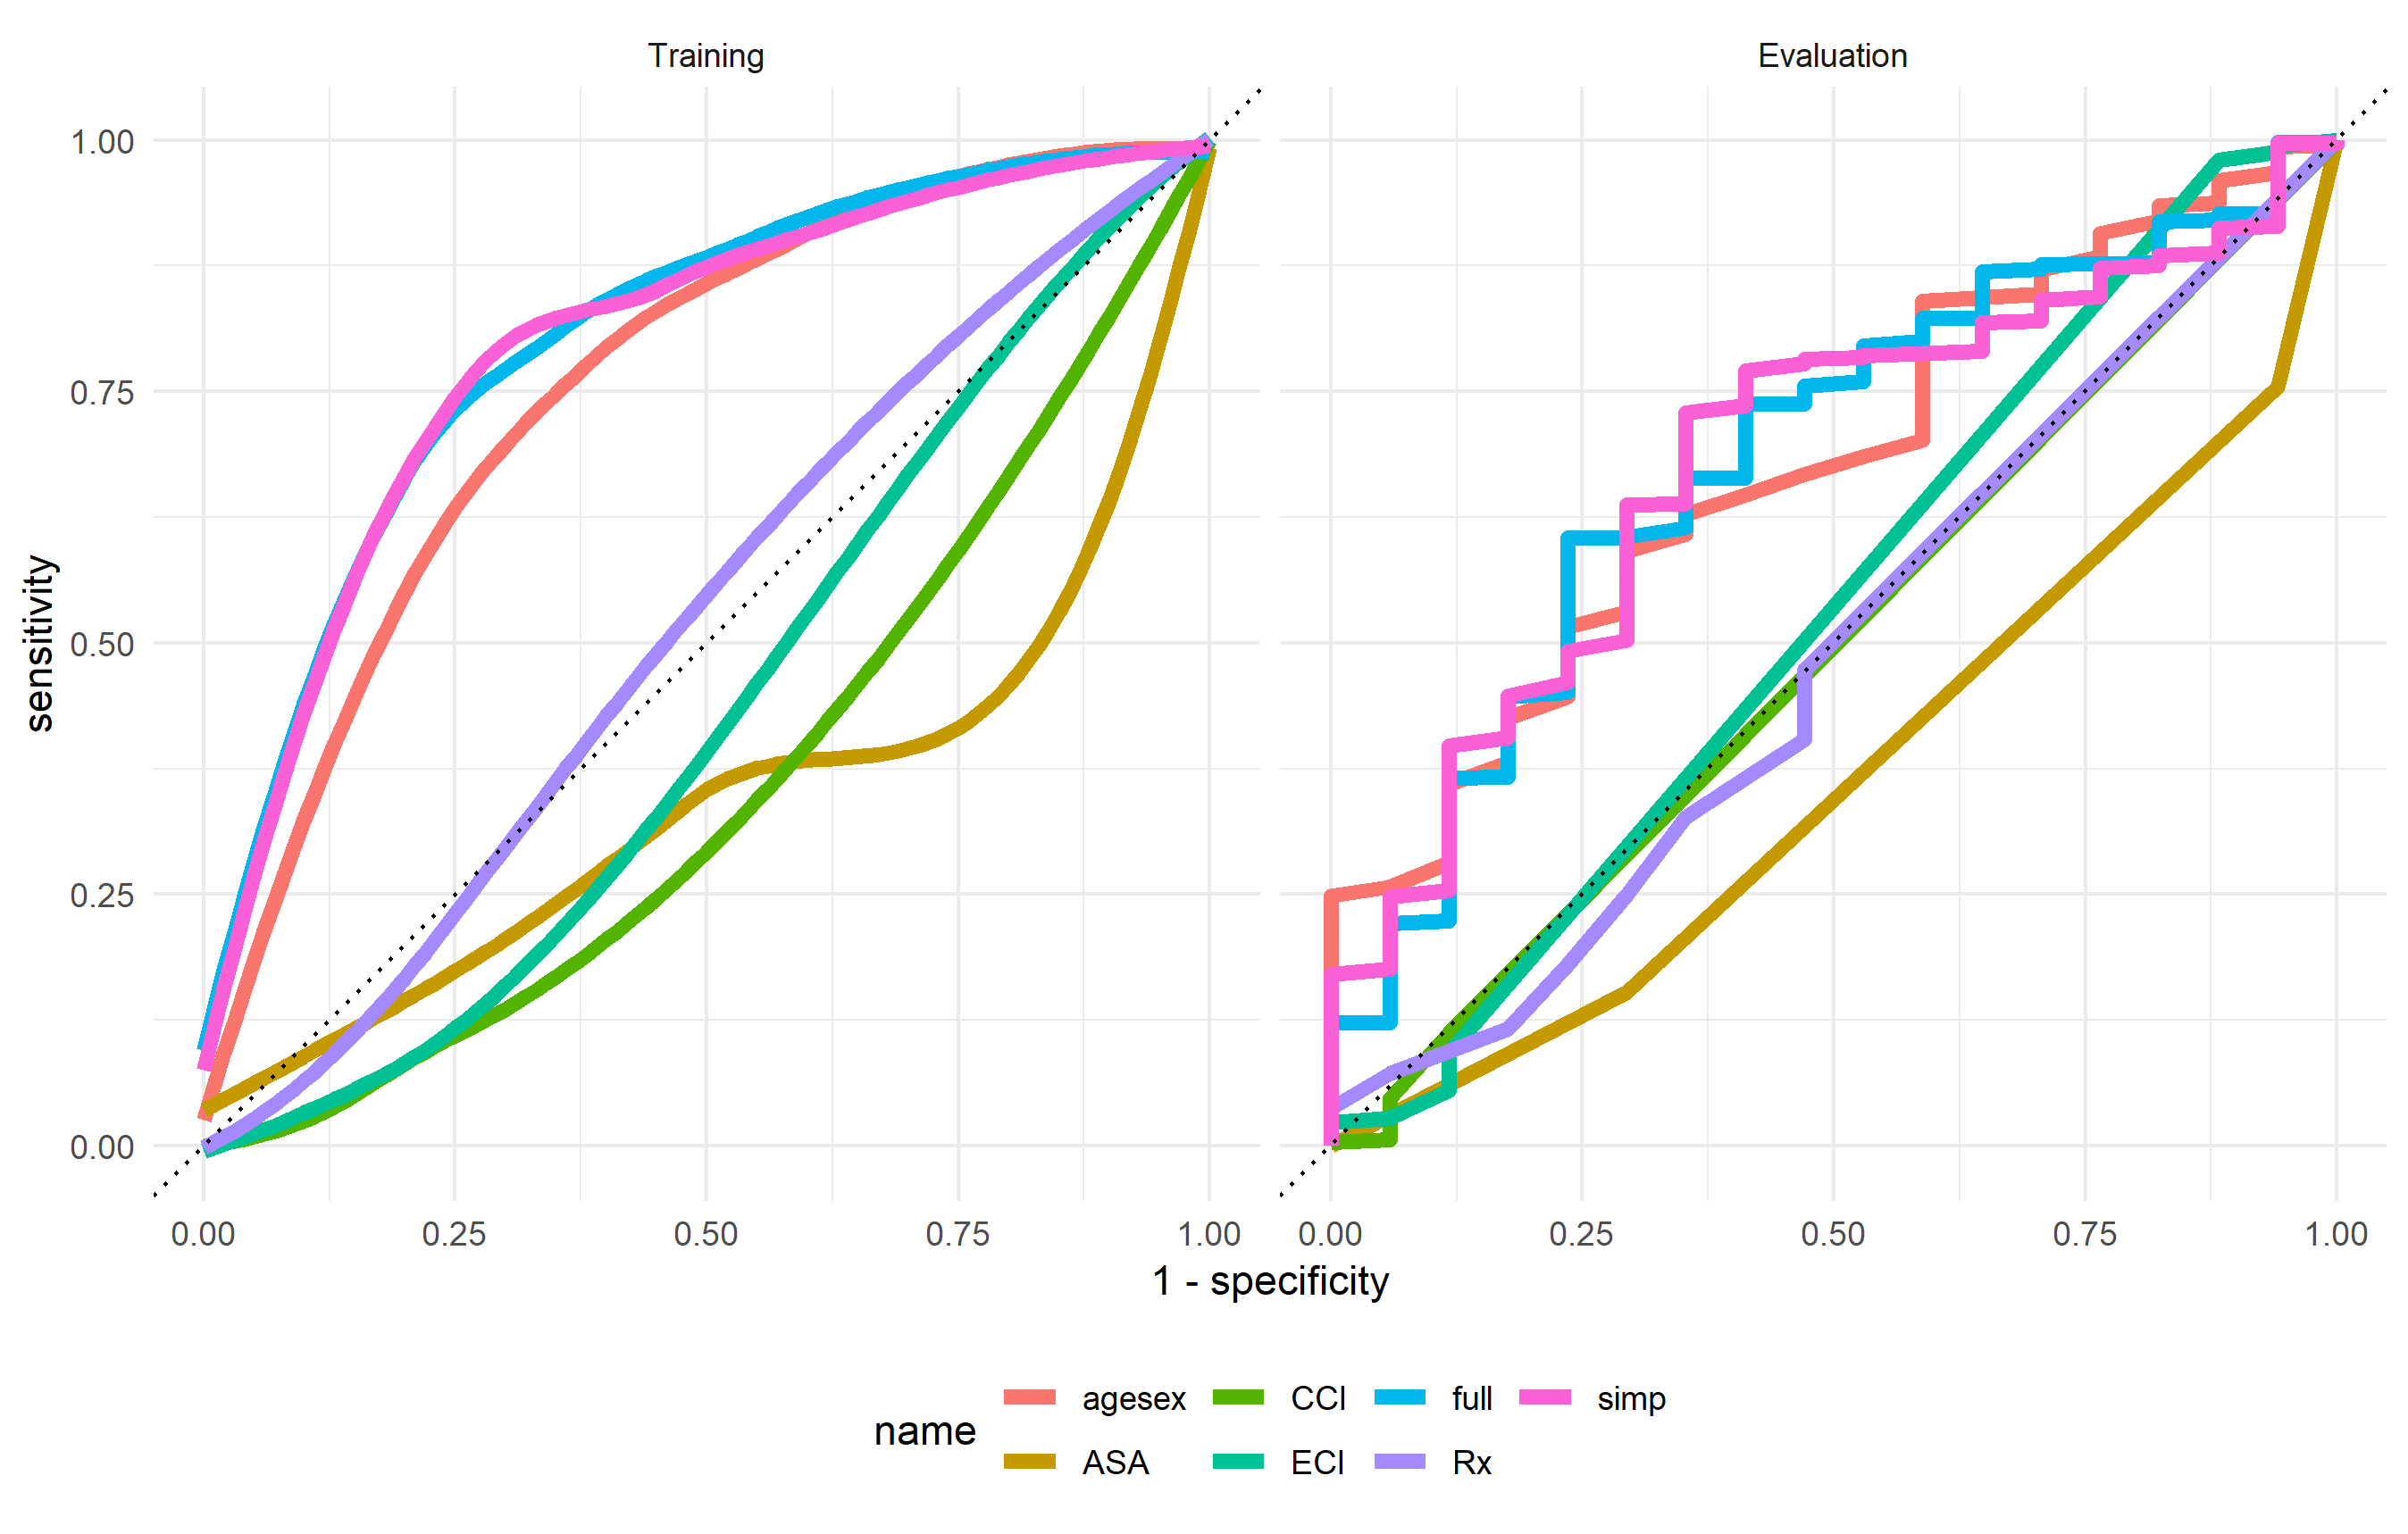 Training Evaluation
1.00
0.75
0.50
0.25
0.00
sensitivity
0.00 0.25 0.50 0.75 1.00 0.00 0.25 0.50 0.75 1.00
1 - specificity
name
agesex CCI full simp
ASA ECI Rx